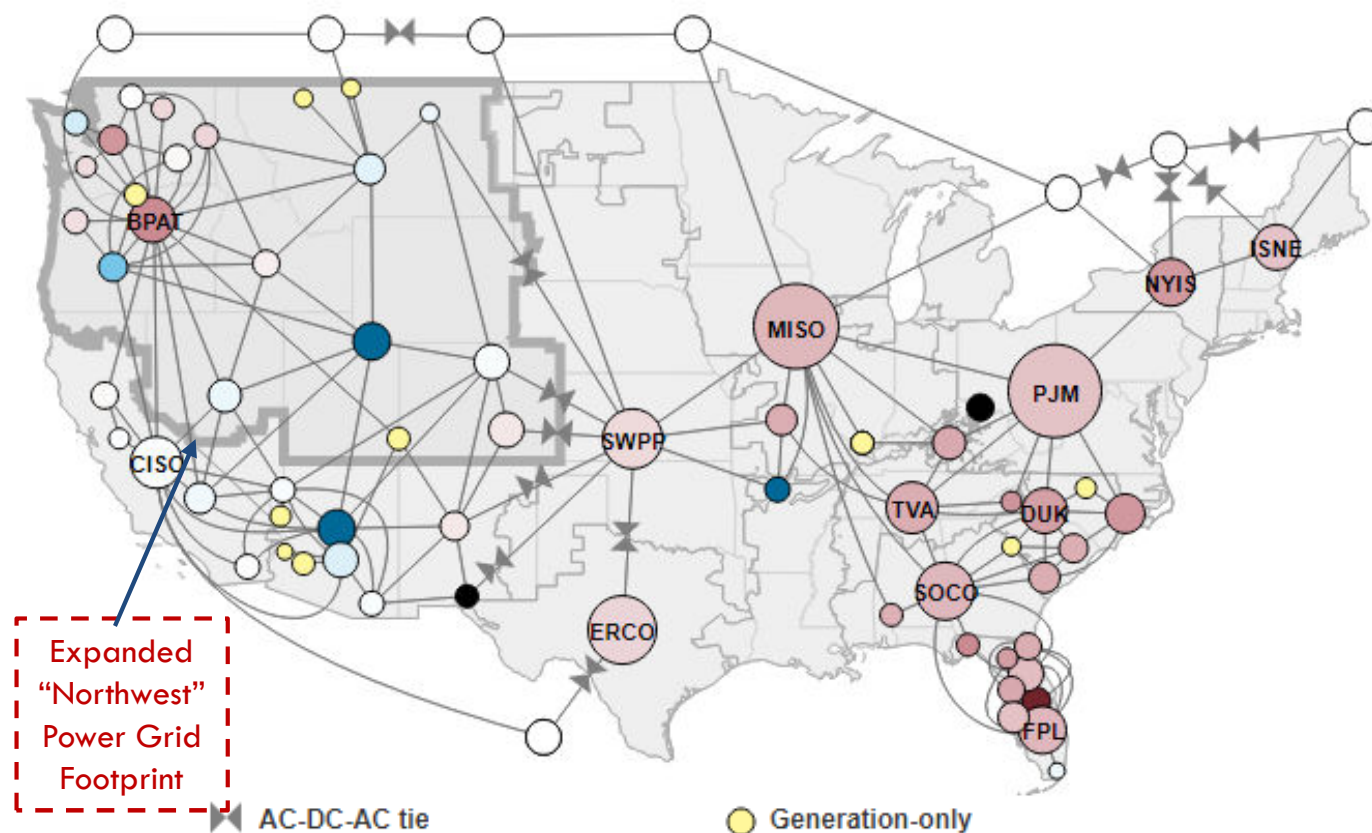 BPAT
ISNE
NYIS
MISO
PJM
SWPP
CISO
TVA
DUK
SOCO
ERCO
FPL
Expanded
“Northwest”
Power Grid
Footprint
AC-DC-AC tie
Generation-only